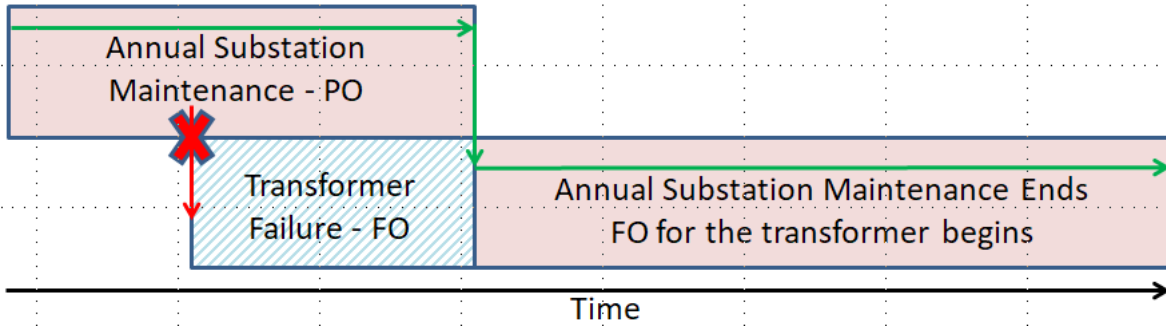 Annual Substation
Maintenance - PO
Transformer
Failure - FO
Annual Substation Maintenance Ends
FO for the transformer begins
Time